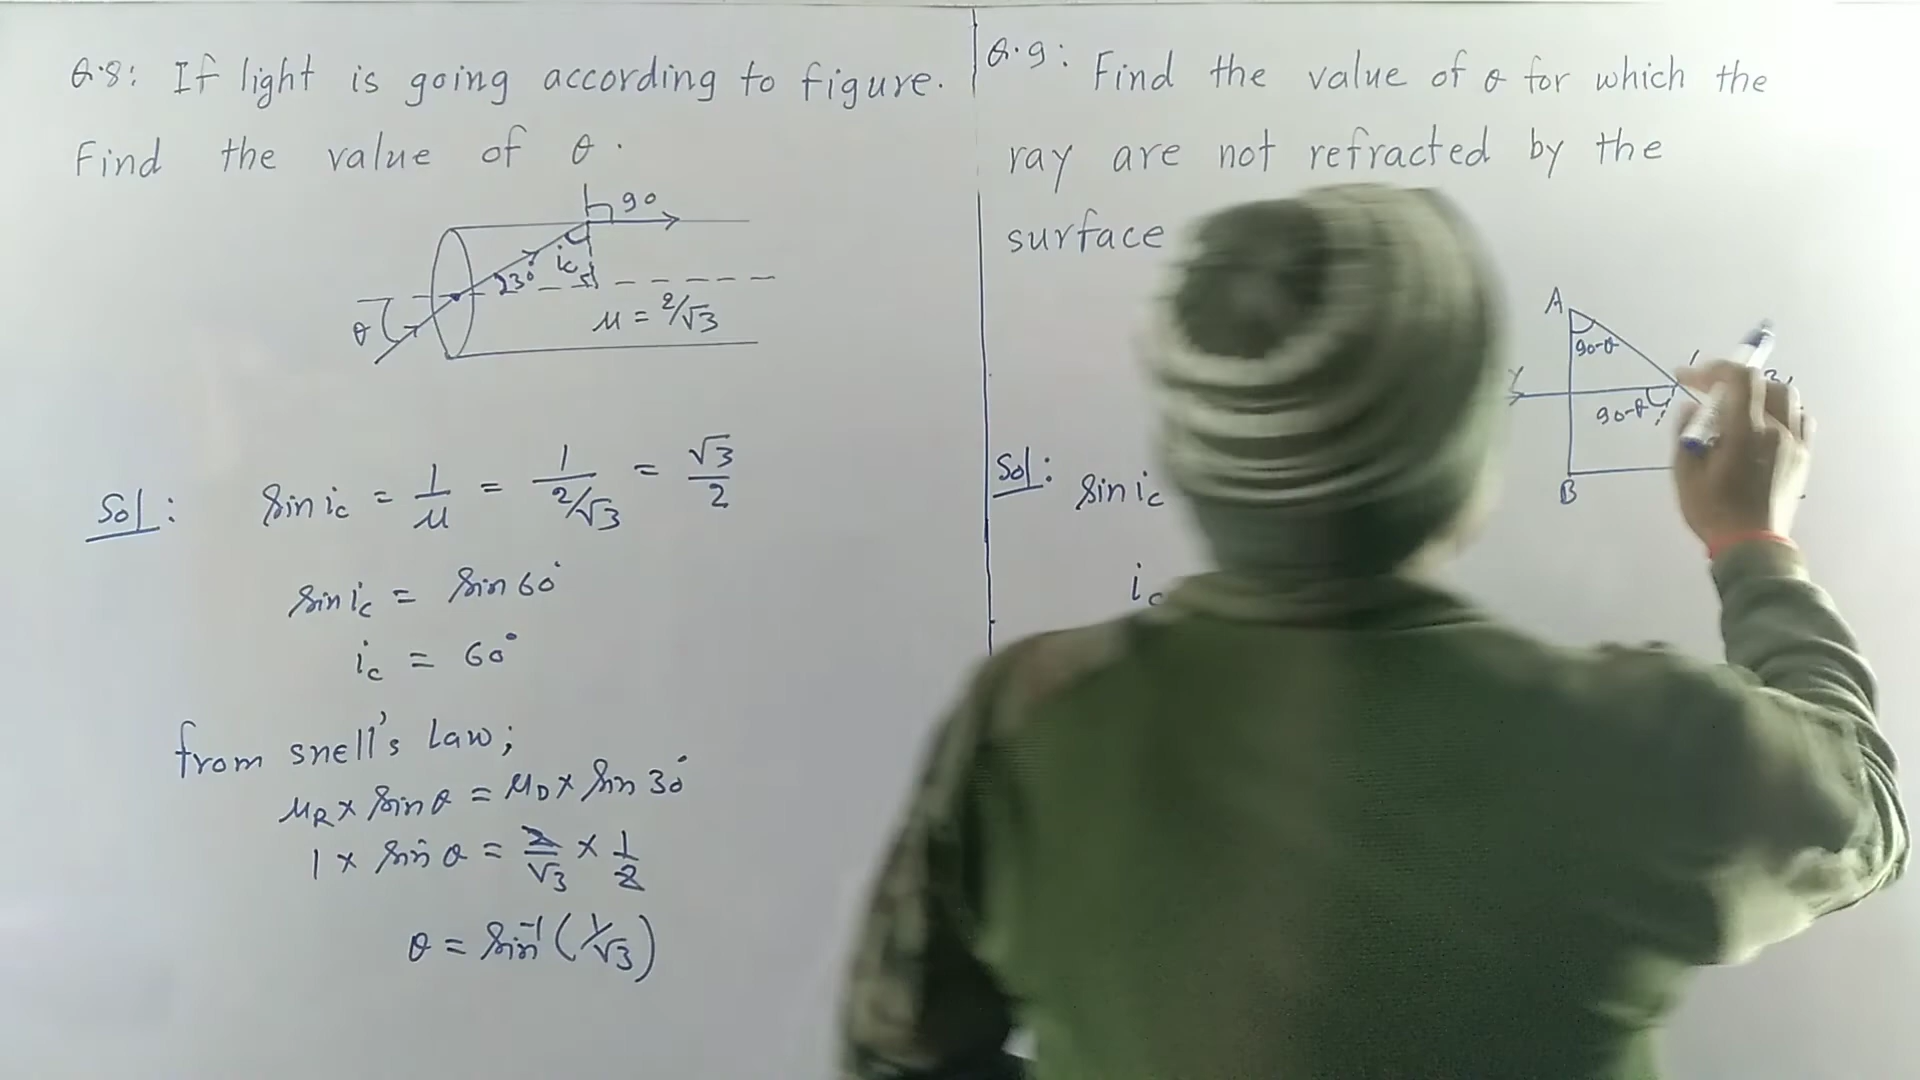 Q.8: If light is going according to figure.
Find the value of θ.
90
ic
30°
θ
μ = 2/√3
Sol: sin ic = 1/μ = 1/2/√3 = √3/2
sin ic = sin 60°
ic = 60°
from snell's Law;
μR x sin θ = μD x sin 30°
1 x sin θ = 2/√3 x 1/2
θ = sin⁻¹ (1/√3)
Q.9: Find the value of θ for which the
ray are not refracted by the
surface
A
90-θ
90-θ
B
Sol: sin ic
ic